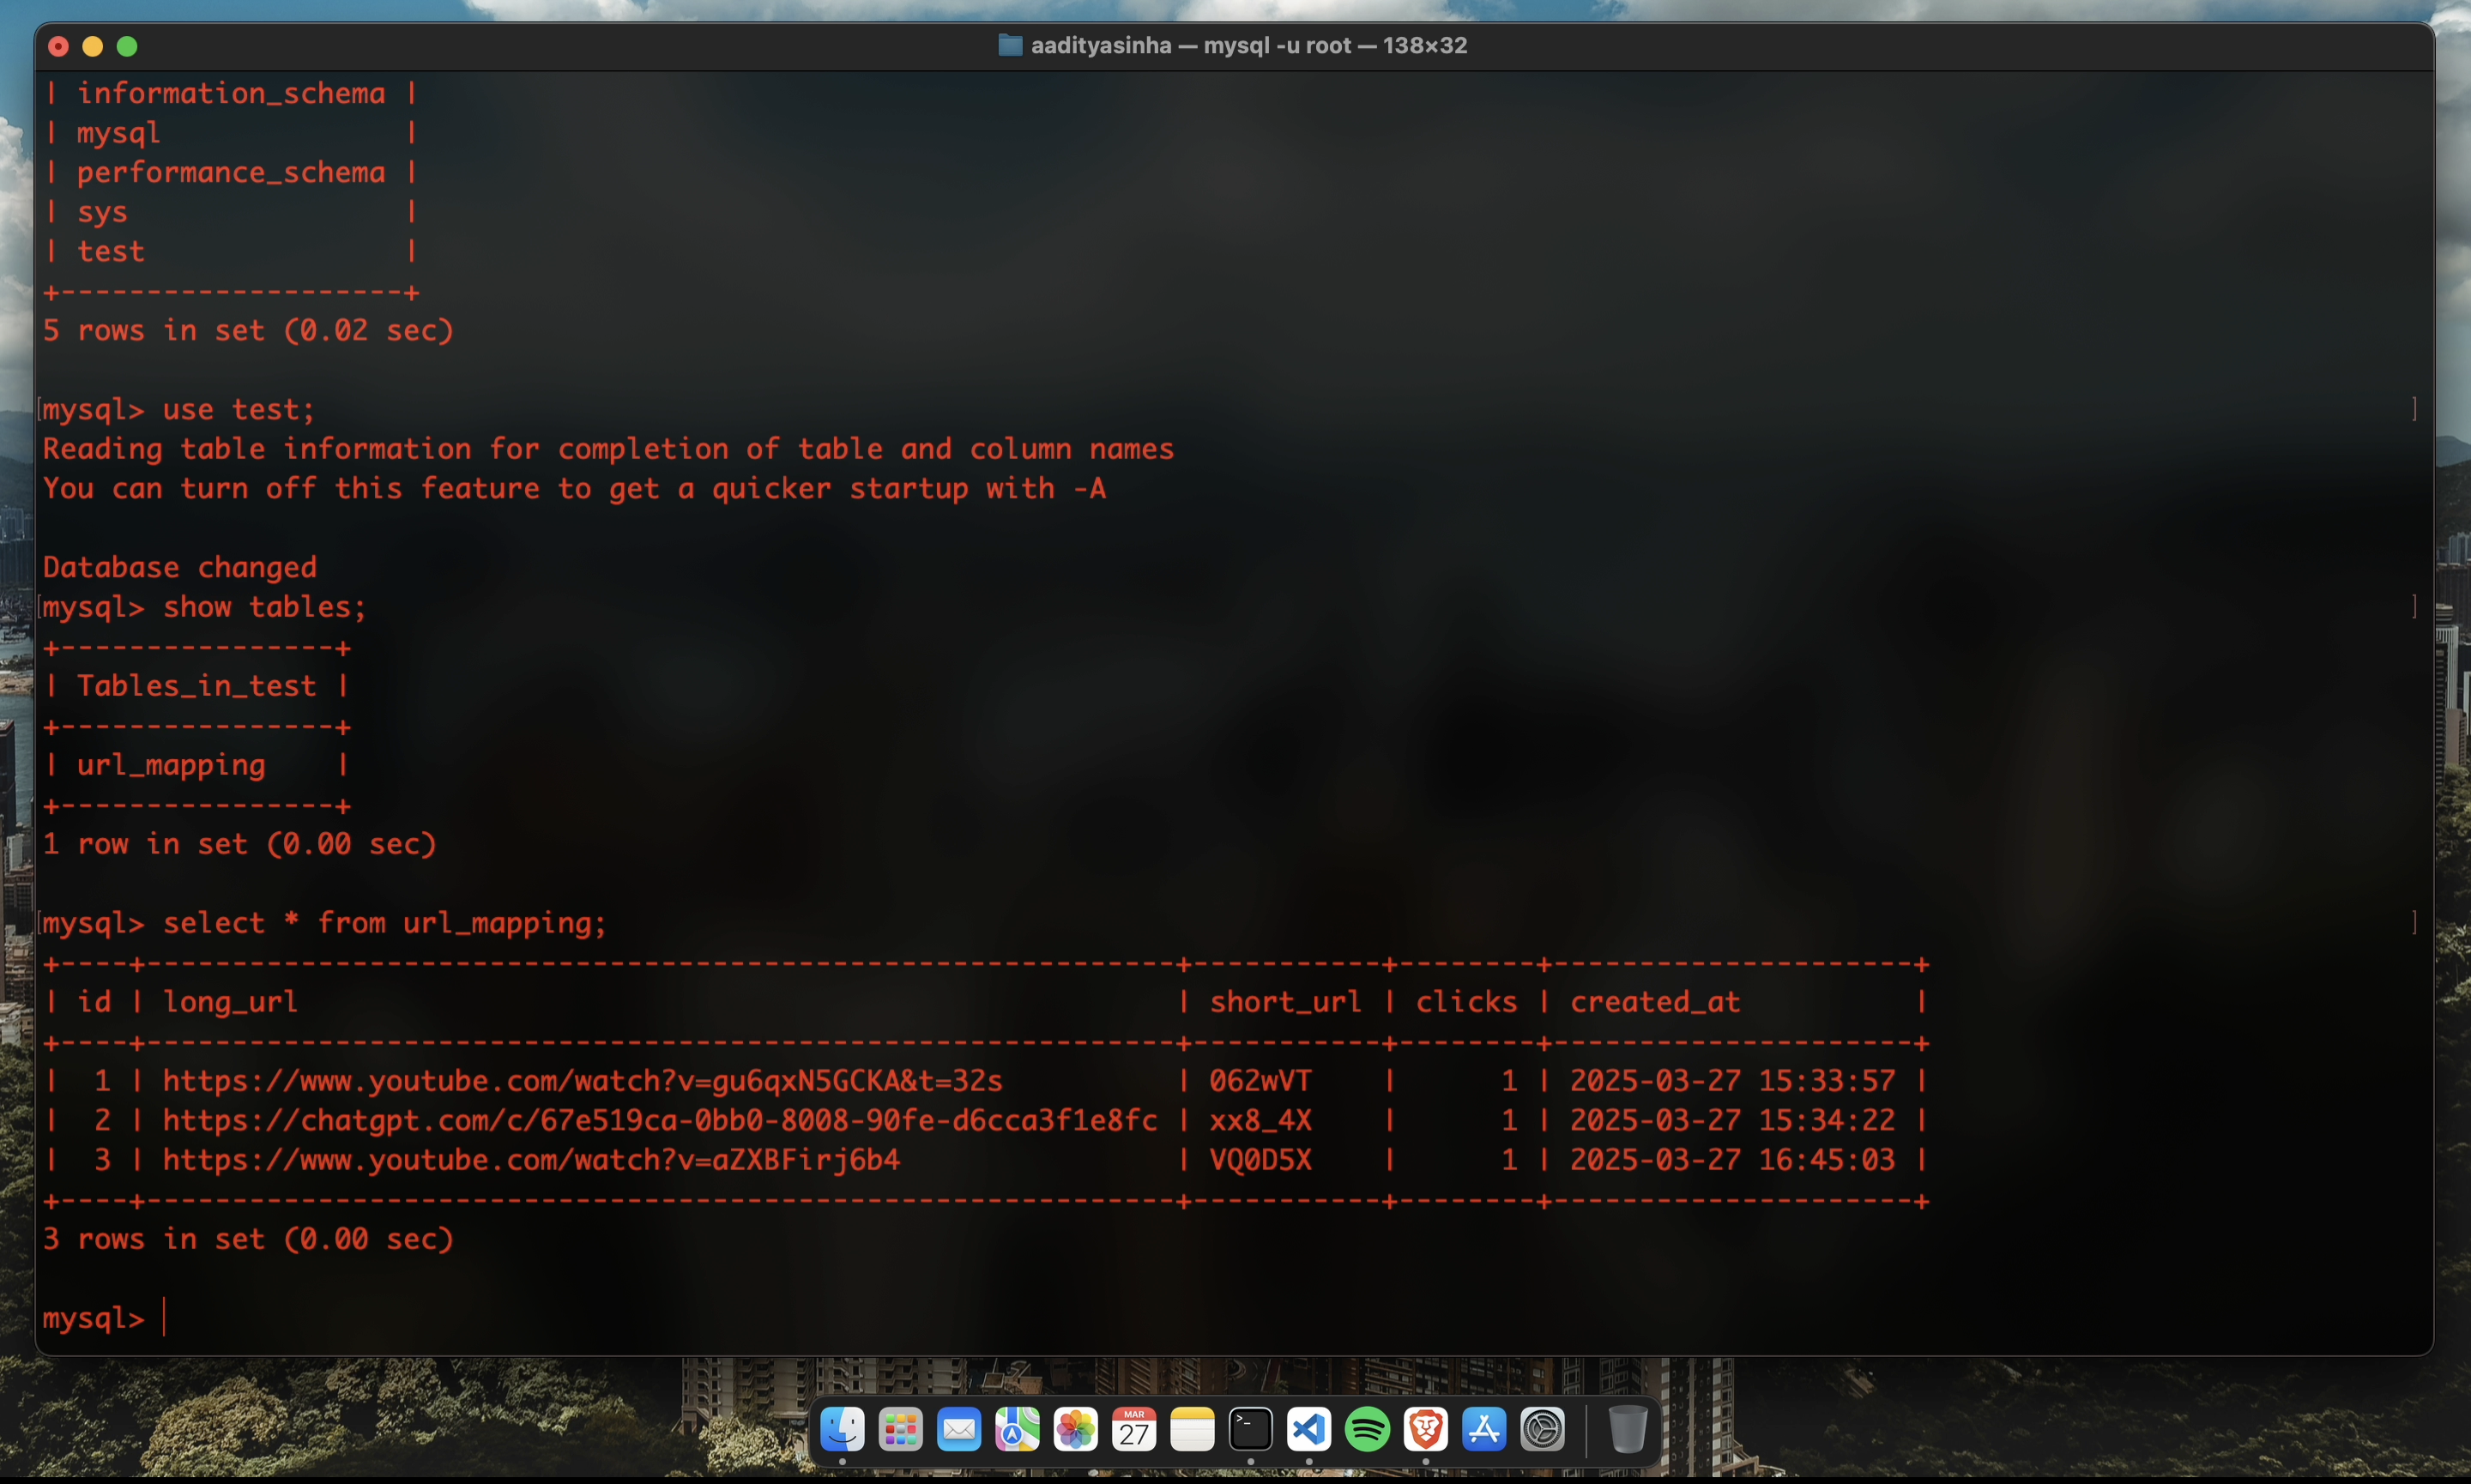 aadityasinha — mysql -u root — 138×32
| information_schema |
| mysql              |
| performance_schema |
| sys                |
| test               |
+--------------------+
5 rows in set (0.02 sec)
mysql> use test;
Reading table information for completion of table and column names
You can turn off this feature to get a quicker startup with -A
Database changed
mysql> show tables;
+----------------+
| Tables_in_test |
+----------------+
| url_mapping    |
+----------------+
1 row in set (0.00 sec)
mysql> select * from url_mapping;
+----+------------------------------------------------------------+-----------+--------+---------------------+
| id | long_url                                                   | short_url | clicks | created_at          |
+----+------------------------------------------------------------+-----------+--------+---------------------+
|  1 | https://www.youtube.com/watch?v=gu6qxN5GCKA&t=32s          | 062wVT    |      1 | 2025-03-27 15:33:57 |
|  2 | https://chatgpt.com/c/67e519ca-0bb0-8008-90fe-d6cca3f1e8fc | xx8_4X    |      1 | 2025-03-27 15:34:22 |
|  3 | https://www.youtube.com/watch?v=aZXBFirj6b4                | VQ0D5X    |      1 | 2025-03-27 16:45:03 |
+----+------------------------------------------------------------+-----------+--------+---------------------+
3 rows in set (0.00 sec)
mysql>
MAR
27